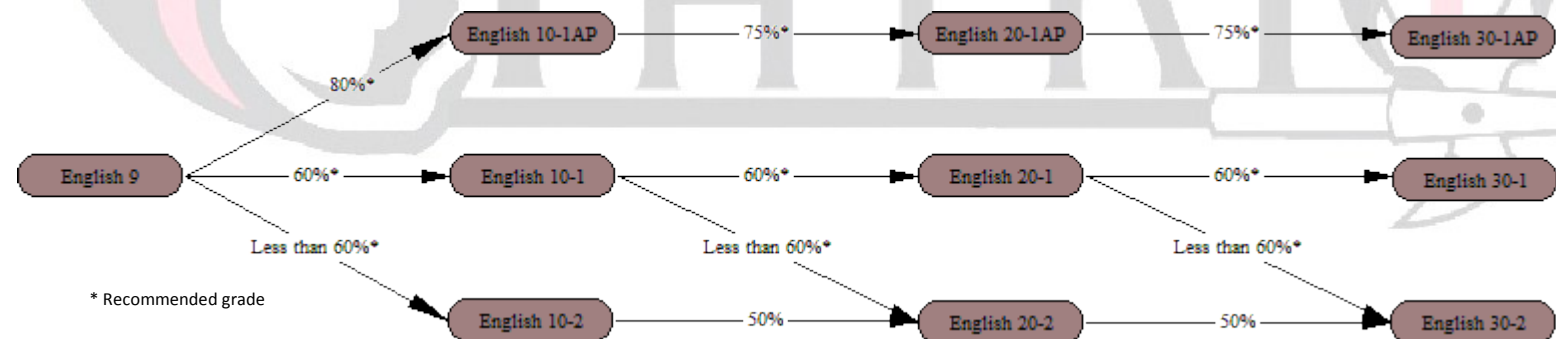 English 10-1AP
75%*
English 20-1AP
75%*
English 30-1AP
80%*
English 9
60%*
English 10-1
60%*
English 20-1
60%*
English 30-1
Less than 60%*
Less than 60%*
Less than 60%*
* Recommended grade
English 10-2
50%
English 20-2
50%
English 30-2